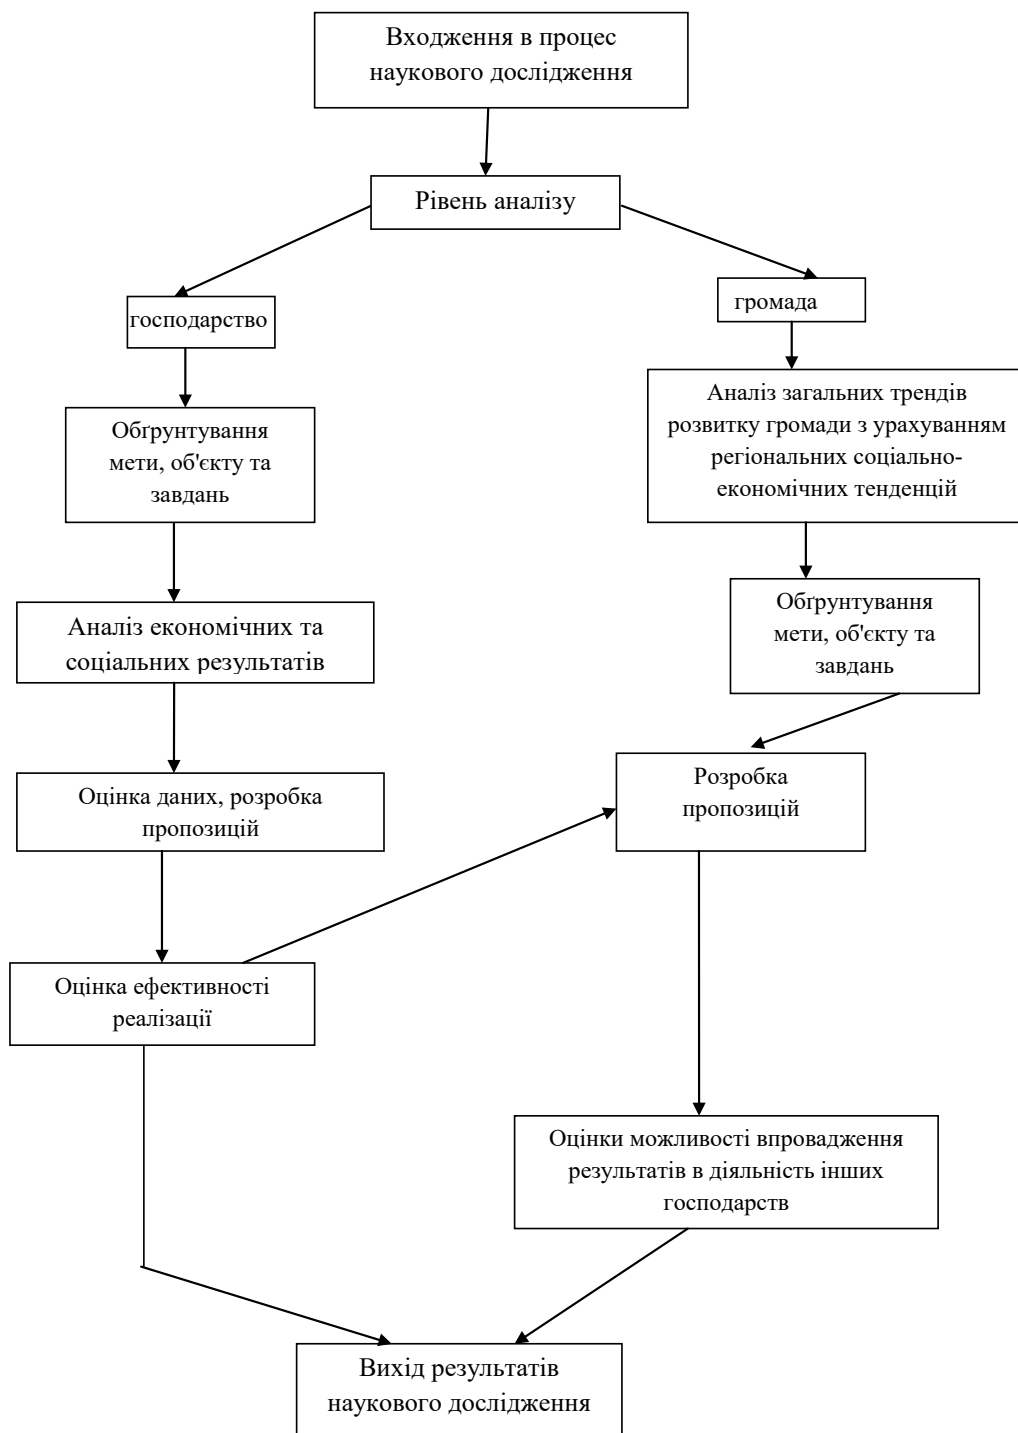 Входження в процес
наукового дослідження
Рівень аналізу
господарство
громада
Обґрунтування
мети, об'єкту та
завдань
Аналіз загальних трендів
розвитку громади з урахуванням
регіональних соціально-
економічних тенденцій
Аналіз економічних та
соціальних результатів
Обґрунтування
мети, об'єкту та
завдань
Оцінка даних, розробка
пропозицій
Розробка
пропозицій
Оцінка ефективності
реалізації
Оцінки можливості впровадження
результатів в діяльність інших
господарств
Вихід результатів
наукового дослідження